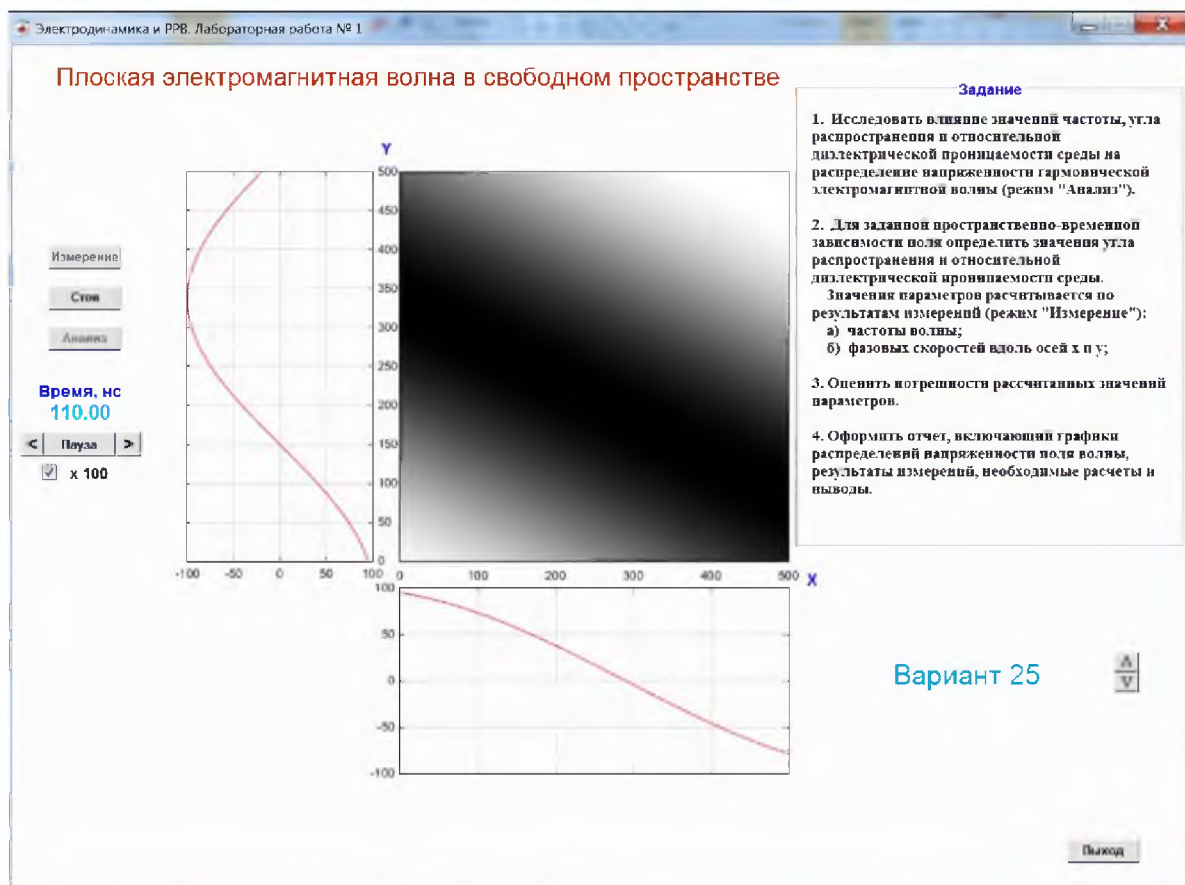 Электродинамика и РРВ. Лабораторная работа № 1
Плоская электромагнитная волна в свободном пространстве
Задание
1. Исследовать влияние значений частоты, угла
распространения и относительной
диэлектрической проницаемости среды на
распределение напряженности гармонической
электромагнитной волны (режим "Анализ").
2. Для заданной пространственно-временной
зависимости поля определить значения угла
распространения и относительной
диэлектрической проницаемости среды.
Значения параметров расчитывается по
результатам измерений (режим "Измерение"):
а) частоты волны;
б) фазовых скоростей вдоль осей x и y;
3. Оценить погрешности рассчитанных значений
параметров.
4. Оформить отчет, включающий графики
распределений напряженности поля волны,
результаты измерений, необходимые расчеты и
выводы.
Измерение
Стоп
Анализ
Время, нс
110.00
< Пауза >
x 100
Y
500
450
400
350
300
250
200
150
100
50
0
-100 -50 0 50 100
0 100 200 300 400 500 X
100
50
0
-50
-100
Вариант 25
Λ
V
Выход